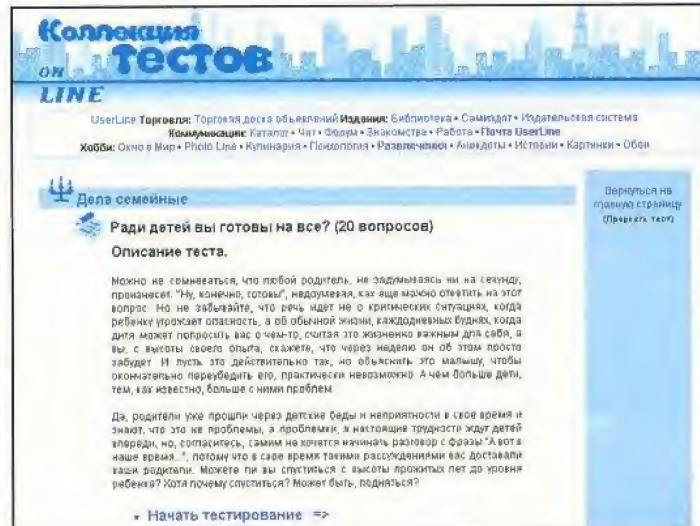 Коллекция
ON тестов
LINE
UserLine Торговля: Торговая доска объявлений Издания: Библиотека • Самиздат • Издательская система
Коммуникации: Каталог • Чат • Форум • Знакомства • Работа • Почта UserLine
Хобби: Окно в Мир • Photo Line • Кулинария • Психология • Развлечения • Анекдоты • Истории • Картинки • Обои
Дела семейные
Вернуться на
главную страницу
(Прервать тест)
Ради детей вы готовы на все? (20 вопросов)
Описание теста.
Можно не сомневаться, что любой родитель, не задумываясь ни на секунду,
произнесет: "Ну, конечно, готовы", недоумевая, как еще можно ответить на этот
вопрос. Но не забывайте, что речь идет не о критических ситуациях, когда
ребенку угрожает опасность, а об обычной жизни, каждодневных буднях, когда
дитя может попросить вас о чем-то, считая это жизненно важным для себя, а
вы, с высоты своего опыта, скажете, что через неделю он об этом просто
забудет. И пусть это действительно так, но объяснить это малышу, чтобы
окончательно переубедить его, практически невозможно. А чем больше дети,
тем, как известно, больше с ними проблем.
Да, родители уже прошли через детские беды и неприятности в свое время и
знают, что это не проблемы, а проблемки, а настоящие трудности ждут детей
впереди, но, согласитесь, самим не хочется начинать разговор с фразы "А вот в
наше время...", потому что в свое время такими рассуждениями вас доставали
ваши родители. Можете ли вы спуститься с высоты прожитых лет до уровня
ребенка? Хотя почему спуститься? Может быть, подняться?
• Начать тестирование =>